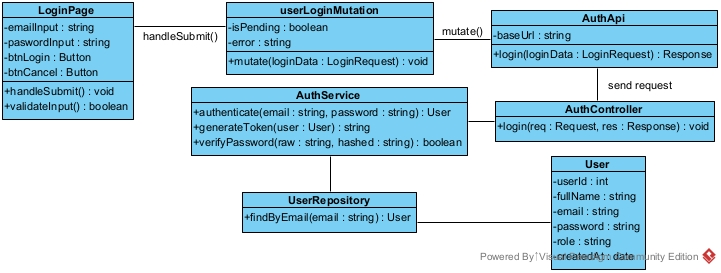 LoginPage
-emailInput : string
-paswordInput : string
-btnLogin : Button
-btnCancel : Button
+handleSubmit() : void
+validateInput() : boolean
handleSubmit()
userLoginMutation
-isPending : boolean
-error : string
+mutate(loginData : LoginRequest) : void
mutate()
AuthApi
-baseUrl : string
+login(loginData : LoginRequest) : Response
send request
AuthController
+login(req : Request, res : Response) : void
AuthService
+authenticate(email : string, password : string) : User
+generateToken(user : User) : string
+verifyPassword(raw : string, hashed : string) : boolean
UserRepository
+findByEmail(email : string) : User
User
-userId : int
-fullName : string
-email : string
-password : string
-role : string
-createdAt : date
Powered By Visual Paradigm Community Edition